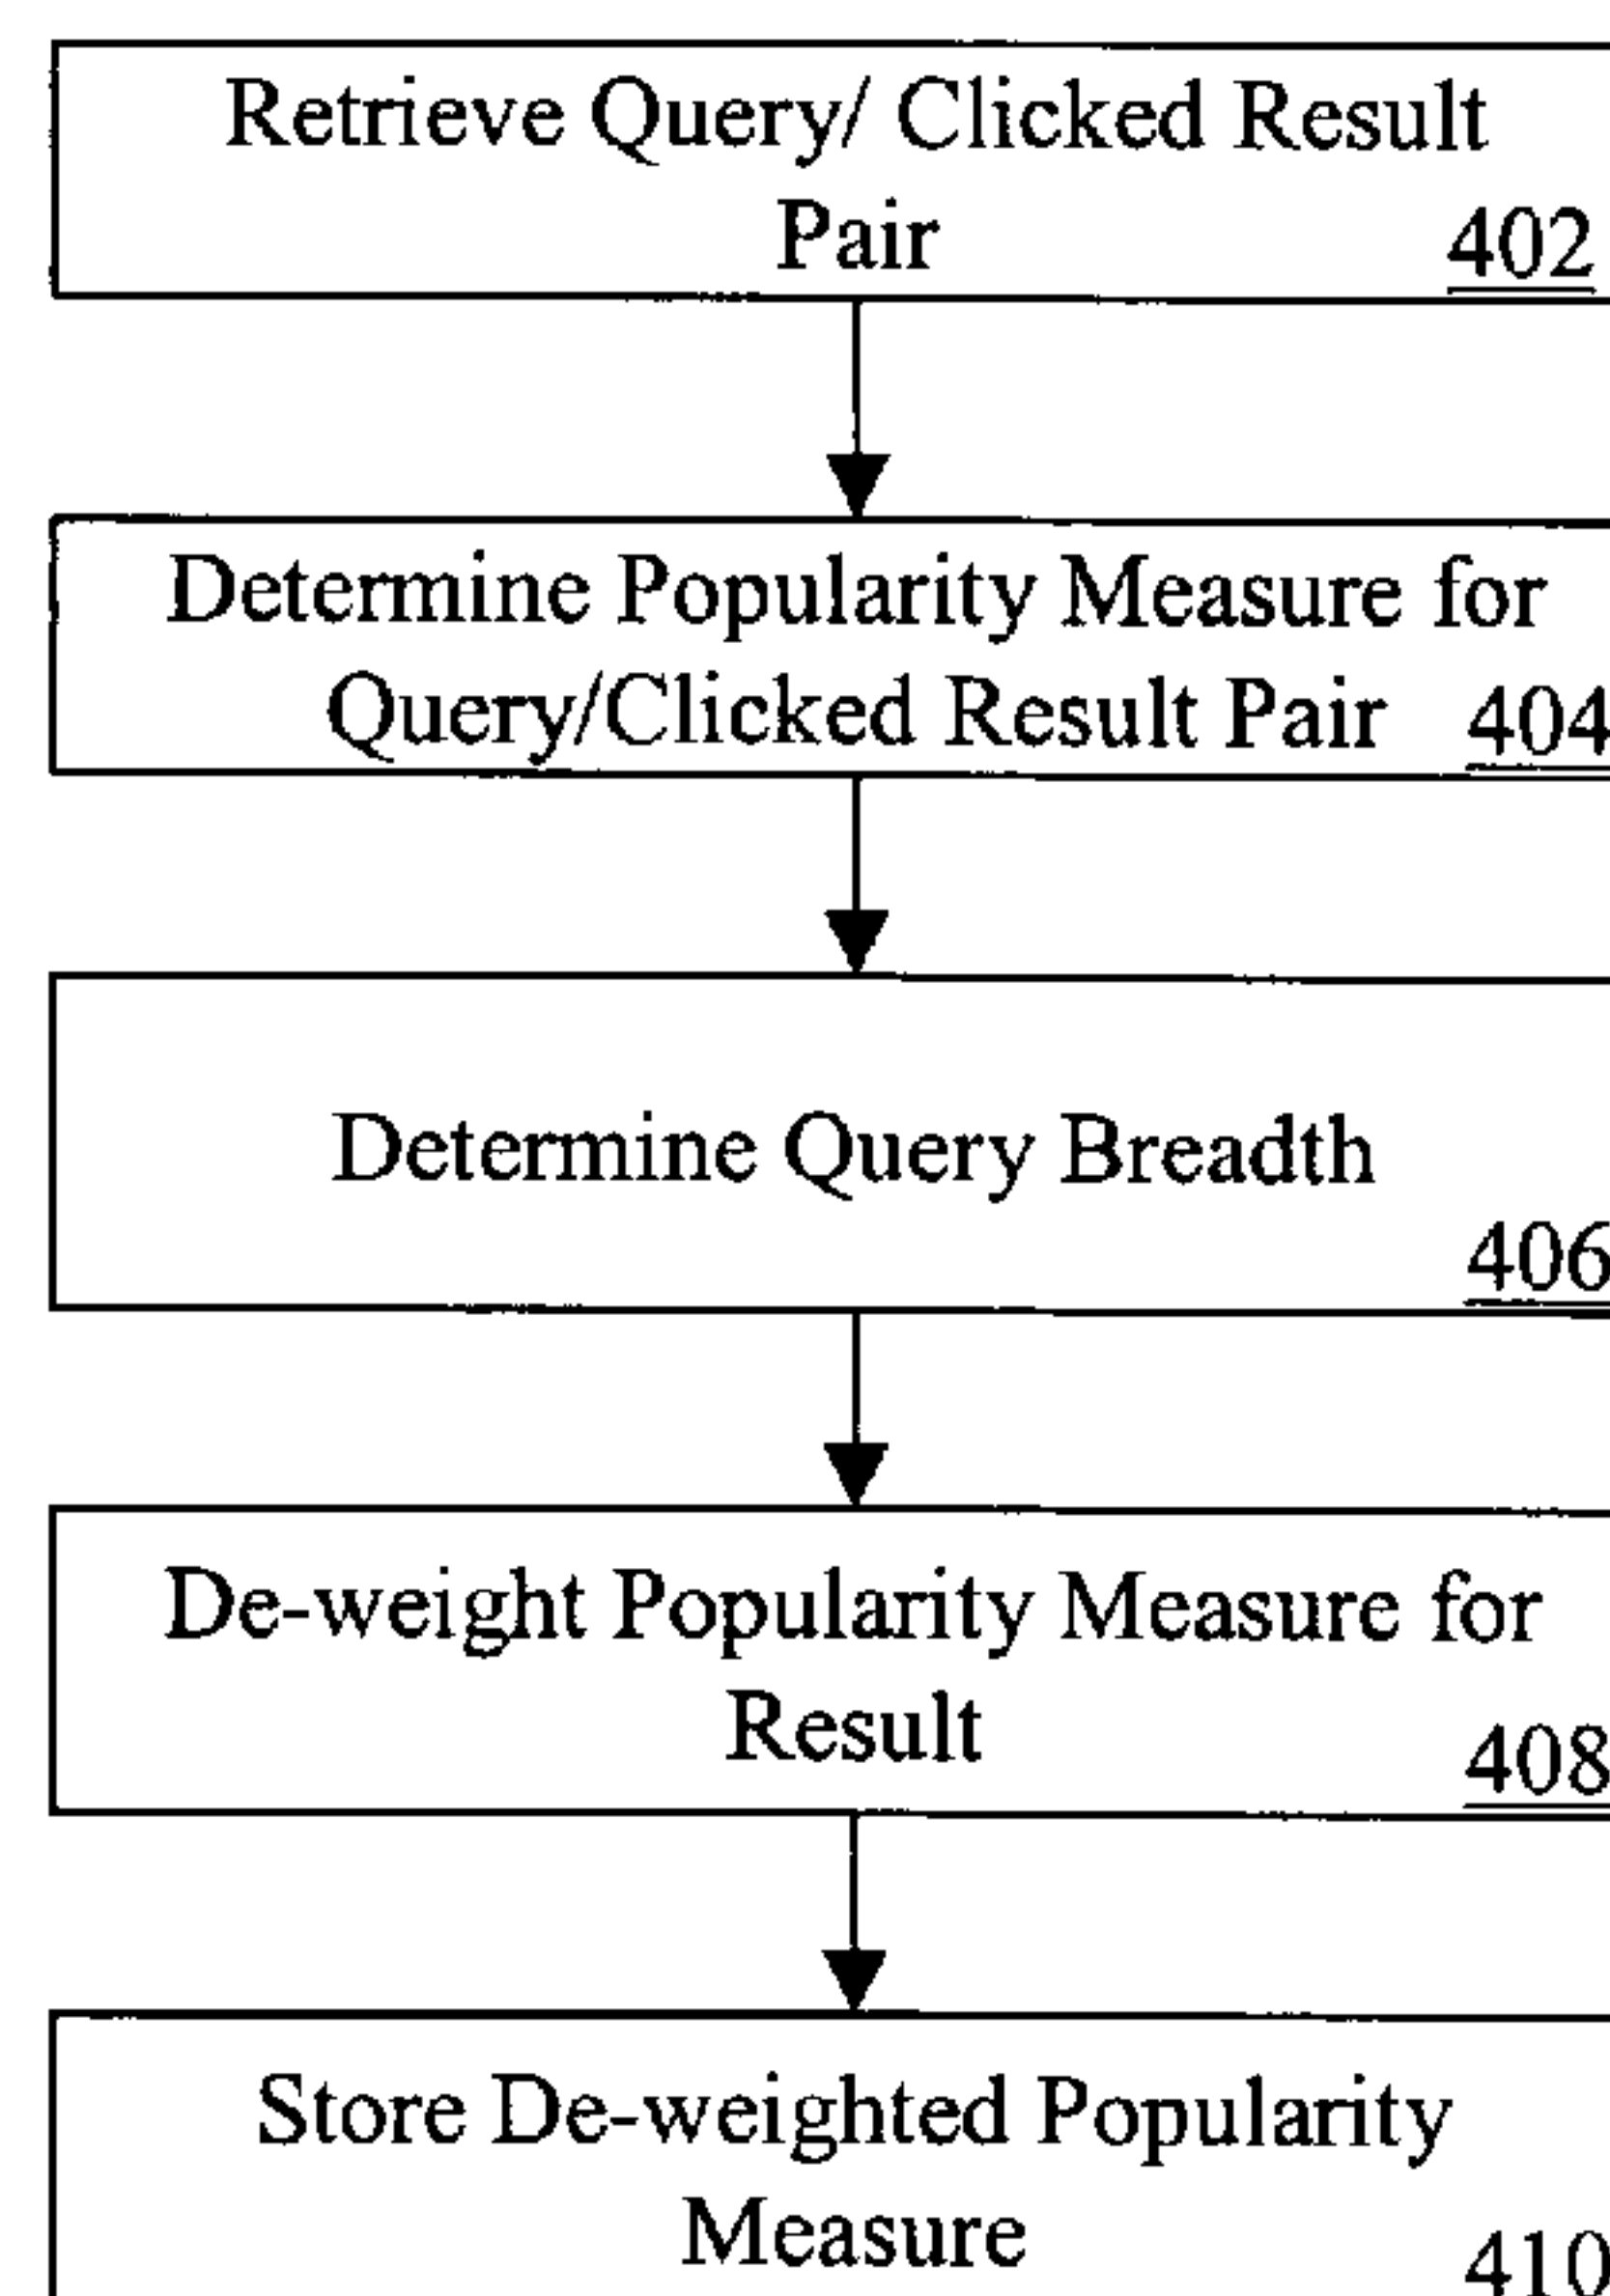 Retrieve Query/ Clicked Result
Pair
402
Determine Popularity Measure for
Query/Clicked Result Pair 404
Determine Query Breadth
406
De-weight Popularity Measure for
Result
408
Store De-weighted Popularity
Measure
410